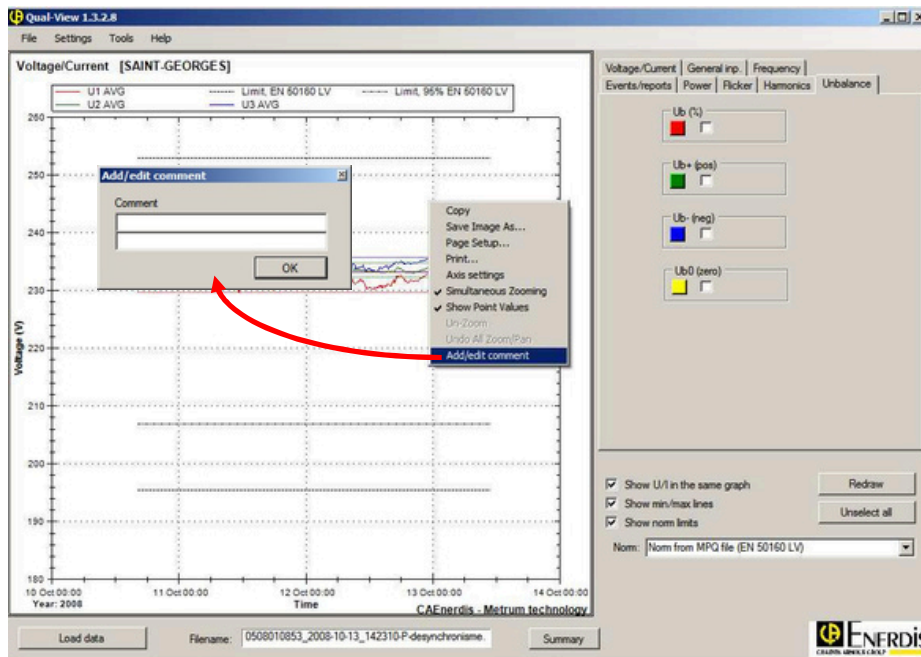 Qual-View 1.3.2.8
File Settings Tools Help
Voltage/Current [SAINT-GEORGES]
U1 AVG Limit, EN 50160 LV Limit, 95% EN 50160 LV
U2 AVG U3 AVG
260
250
240
230
220
210
200
190
180
Voltage (V)
10 Oct 00:00 11 Oct 00:00 12 Oct 00:00 13 Oct 00:00 14 Oct 00:00
Year: 2008 Time
CAEnerdis - Metrum technology
Add/edit comment
Comment
OK
Copy
Save Image As...
Page Setup...
Print...
Axis settings
Simultaneous Zooming
Show Point Values
Un-Zoom
Undo All Zoom/Pan
Add/edit comment
Voltage/Current General inp. Frequency
Events/reports Power Flicker Harmonics Unbalance
Ub (%)
Ub+ (pos)
Ub- (neg)
Ub0 (zero)
Show U/I in the same graph
Show min/max lines
Show norm limits
Redraw
Unselect all
Norm: Norm from MPQ file (EN 50160 LV)
Load data Filename: 0508010853_2008-10-13_142310-P-desynchronisme. Summary
ENERDIS
CHAUVIN ARNOUX GROUP